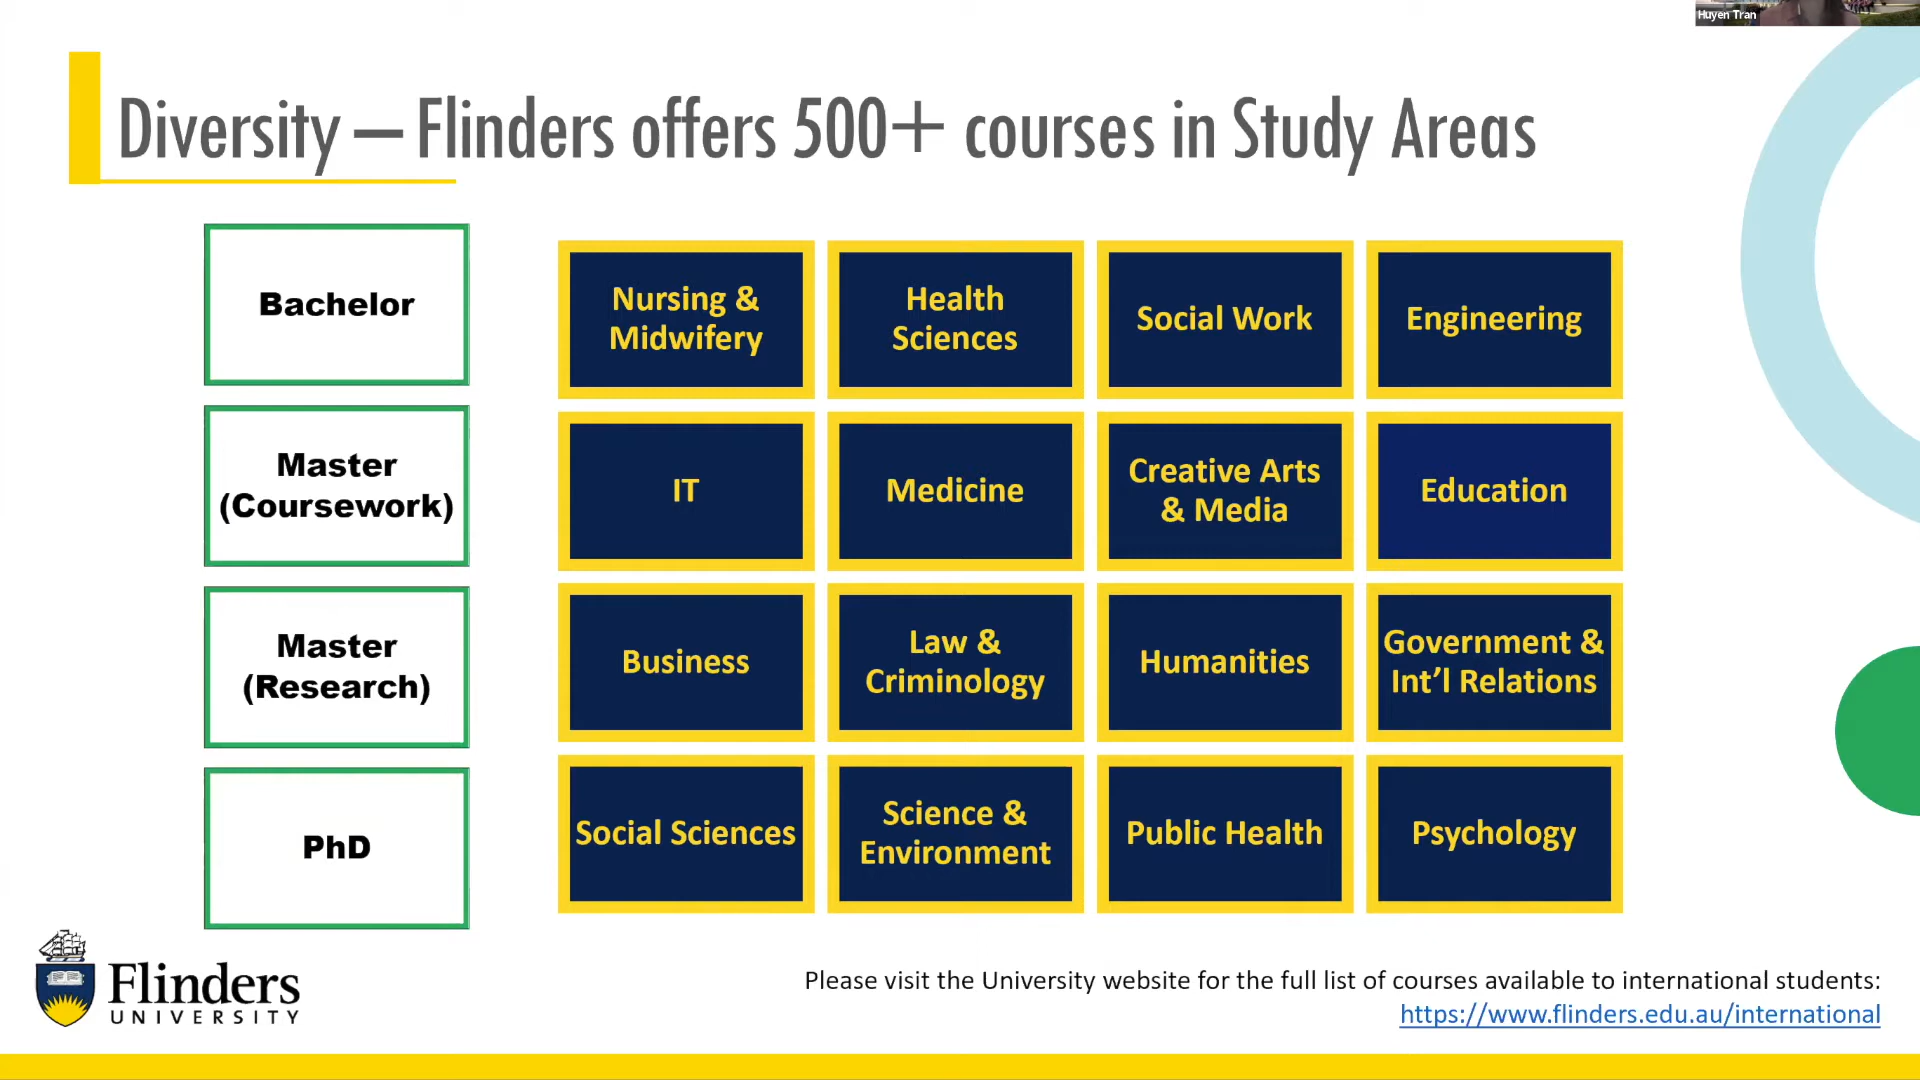 Huyen Tran
Diversity – Flinders offers 500+ courses in Study Areas
Bachelor
Master
(Coursework)
Master
(Research)
PhD
Nursing &
Midwifery
Health
Sciences
Social Work
Engineering
IT
Medicine
Creative Arts
& Media
Education
Business
Law &
Criminology
Humanities
Government &
Int’l Relations
Social Sciences
Science &
Environment
Public Health
Psychology
Flinders
UNIVERSITY
Please visit the University website for the full list of courses available to international students:
https://www.flinders.edu.au/international